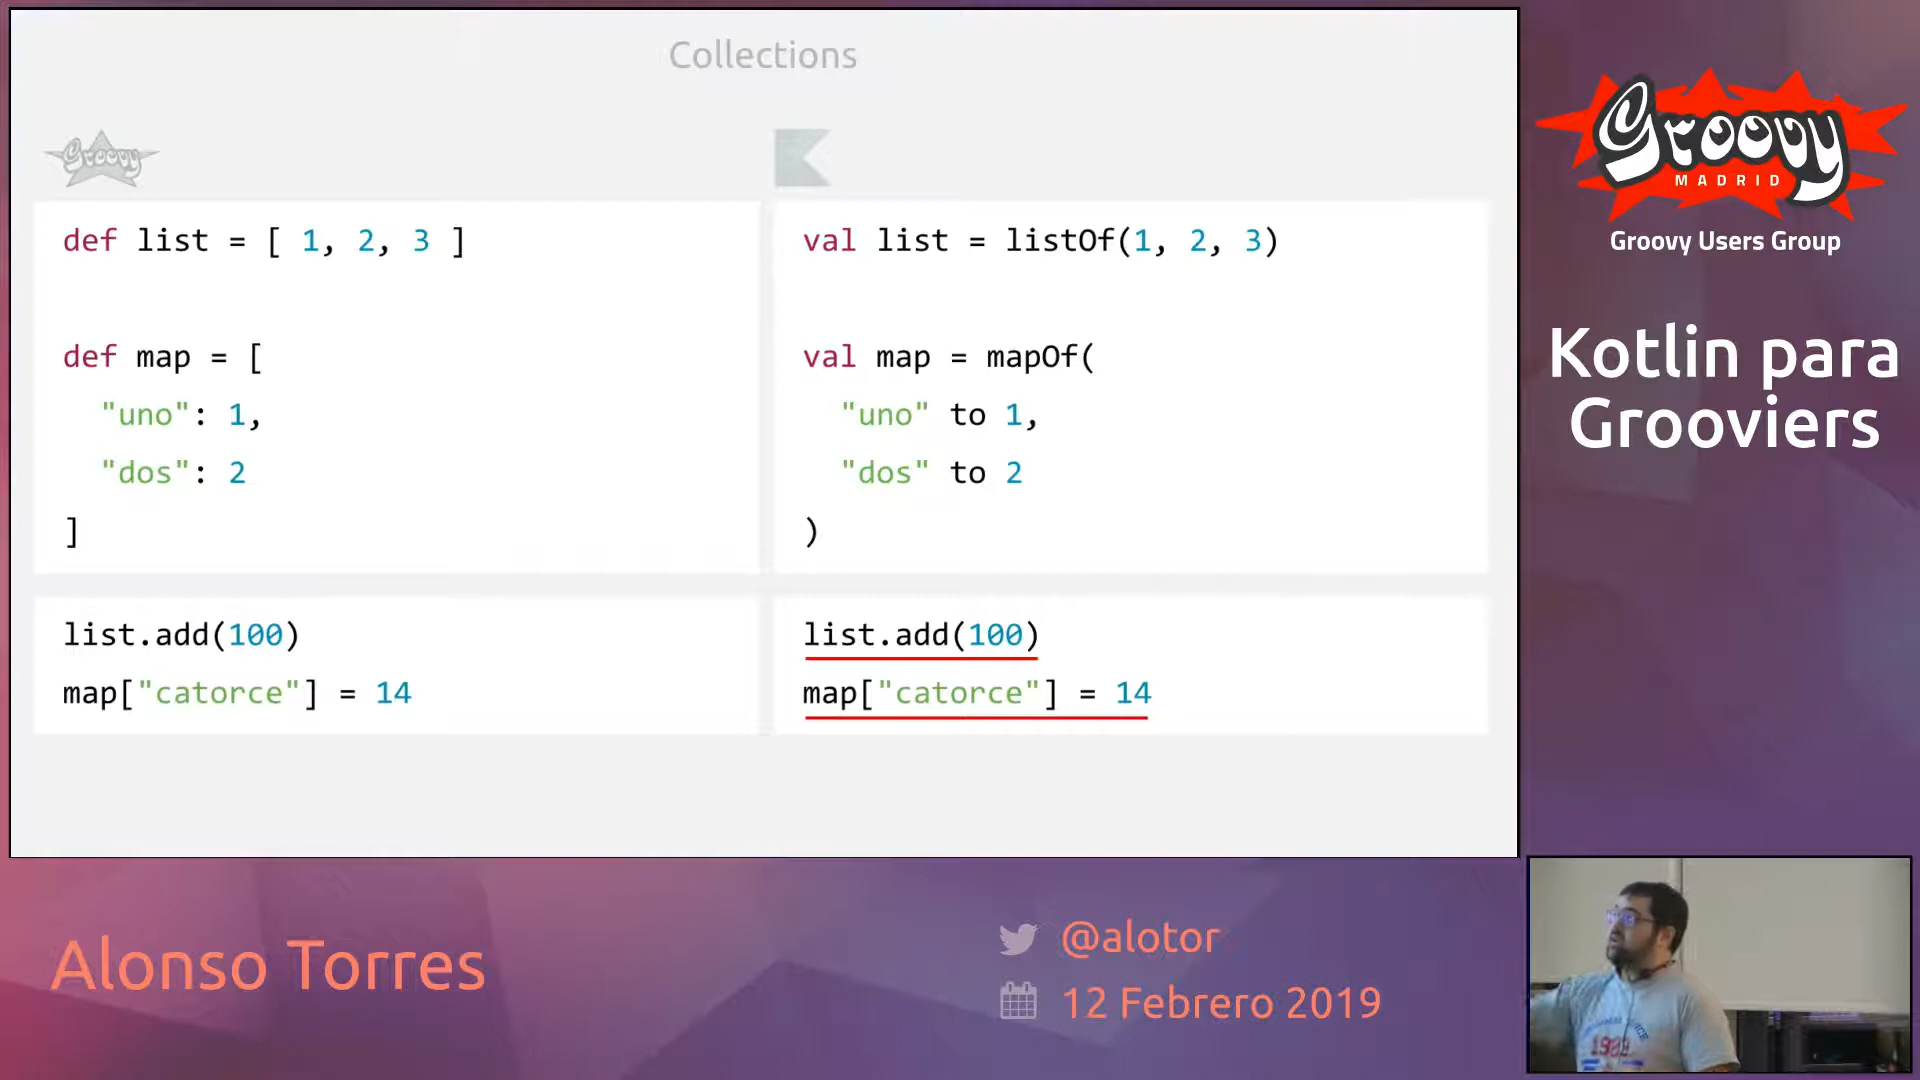 Collections
Groovy
def list = [ 1, 2, 3 ]
def map = [
"uno": 1,
"dos": 2
]
val list = listOf(1, 2, 3)
val map = mapOf(
"uno" to 1,
"dos" to 2
)
list.add(100)
map["catorce"] = 14
list.add(100)
map["catorce"] = 14
Groovy
MADRID
Groovy Users Group
Kotlin para
Grooviers
Alonso Torres
@alotor
12 Febrero 2019